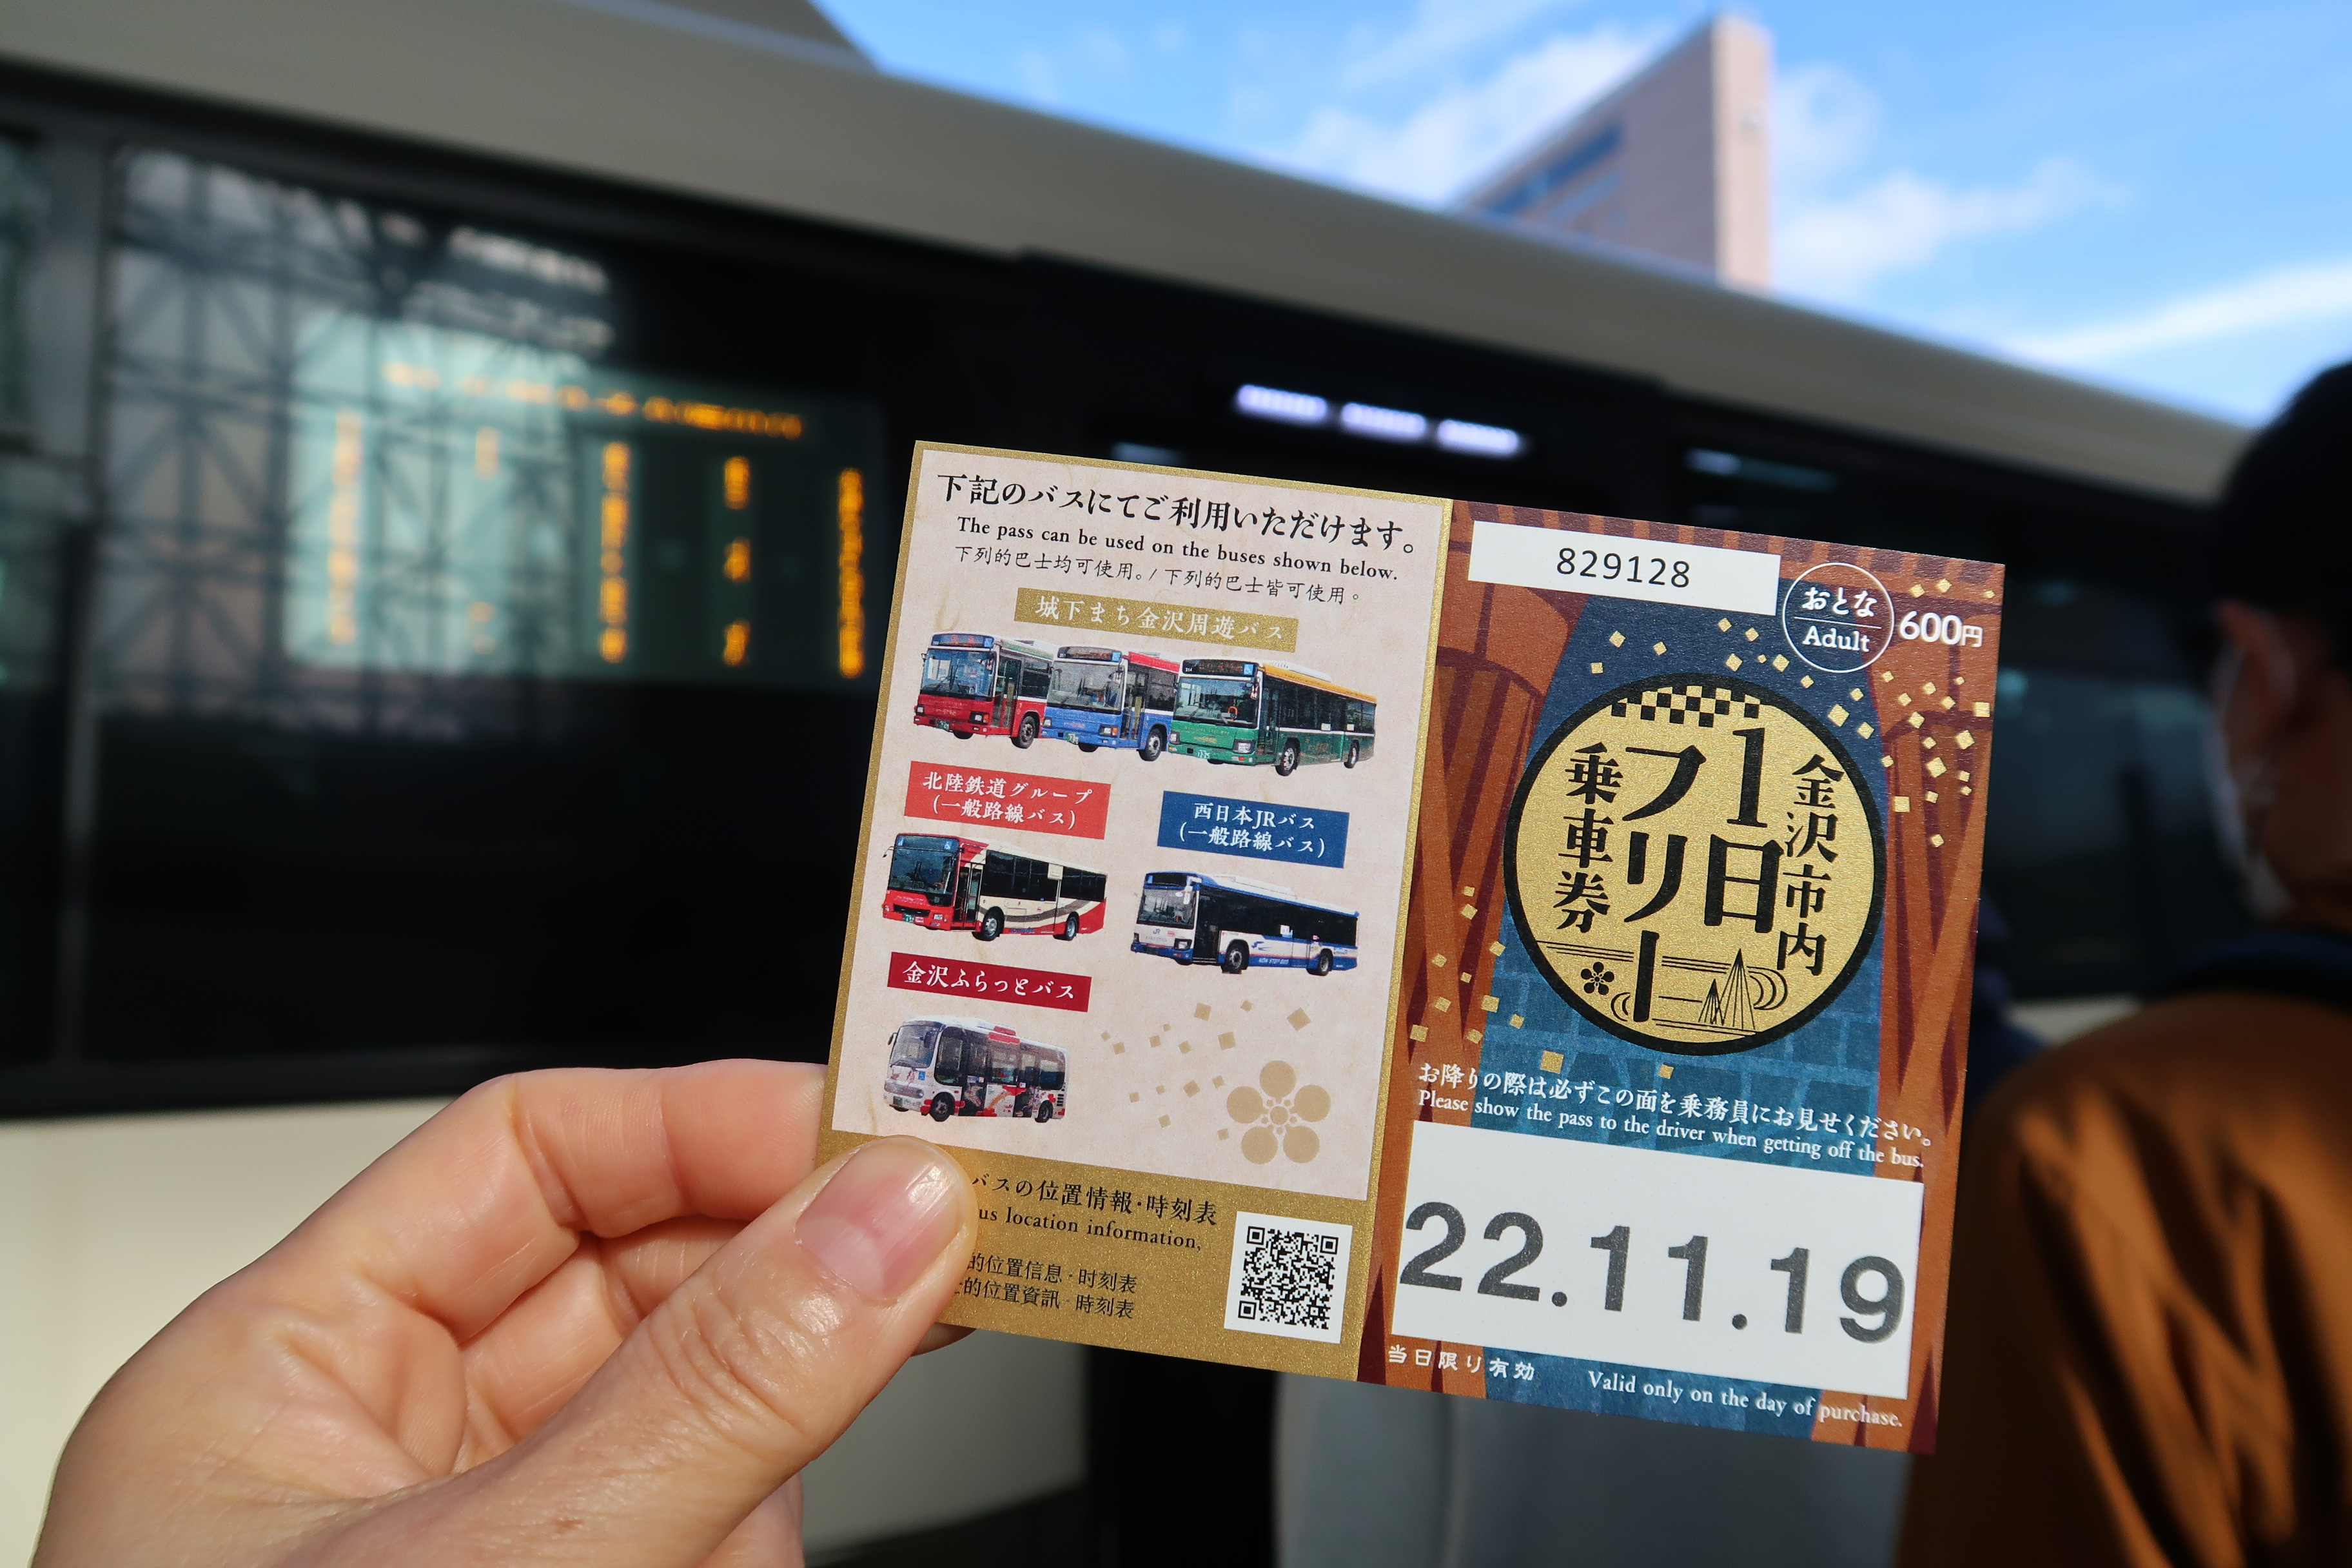 下記のバスにてご利用いただけます。
The pass can be used on the buses shown below.
下列的巴士均可使用。/ 下列的巴士皆可使用。
城下まち金沢周遊バス
北陸鉄道グループ
(一般路線バス)
西日本JRバス
(一般路線バス)
金沢ふらっとバス
バスの位置情報・時刻表
us location information,
的位置信息・时刻表
的位置資訊・時刻表
829128
おとな
Adult
600円
金沢市内
1日
フリー
乗車券
お降りの際は必ずこの面を乗務員にお見せください。
Please show the pass to the driver when getting off the bus.
22.11.19
当日限り有効
Valid only on the day of purchase.